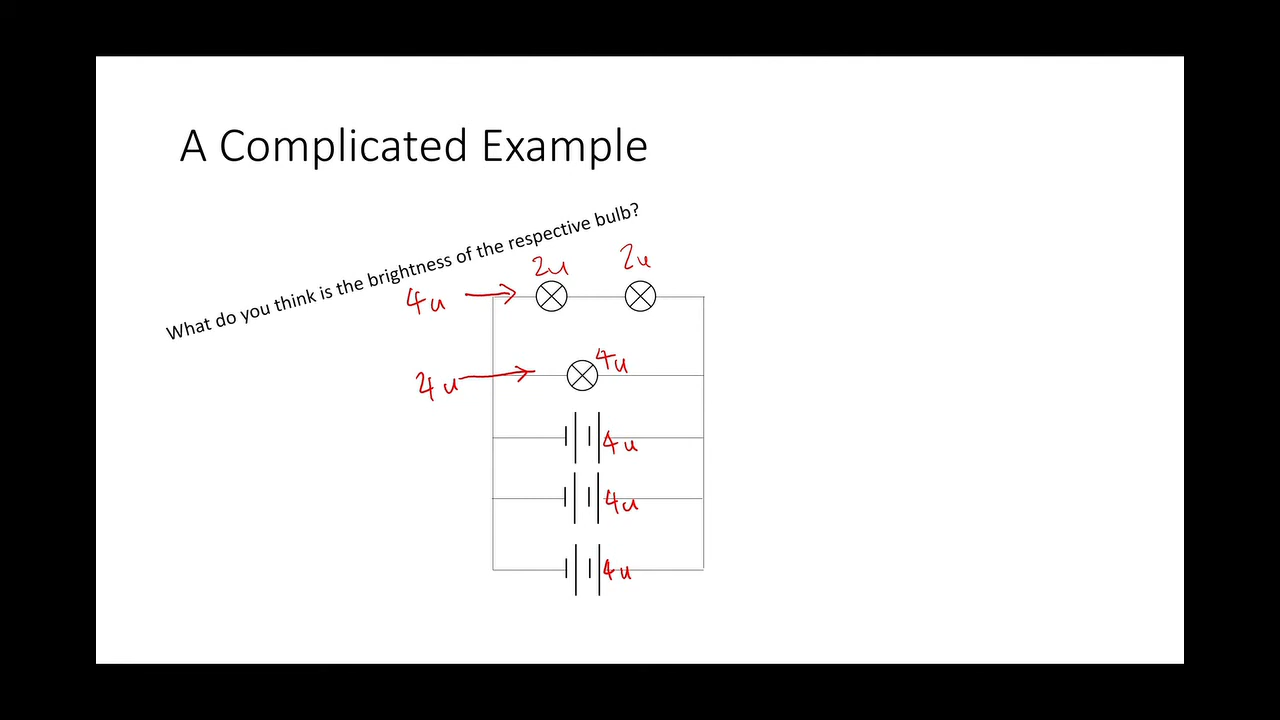 A Complicated Example
What do you think is the brightness of the respective bulb?
2u 2u
4u
4u
4u
4u
4u
4u